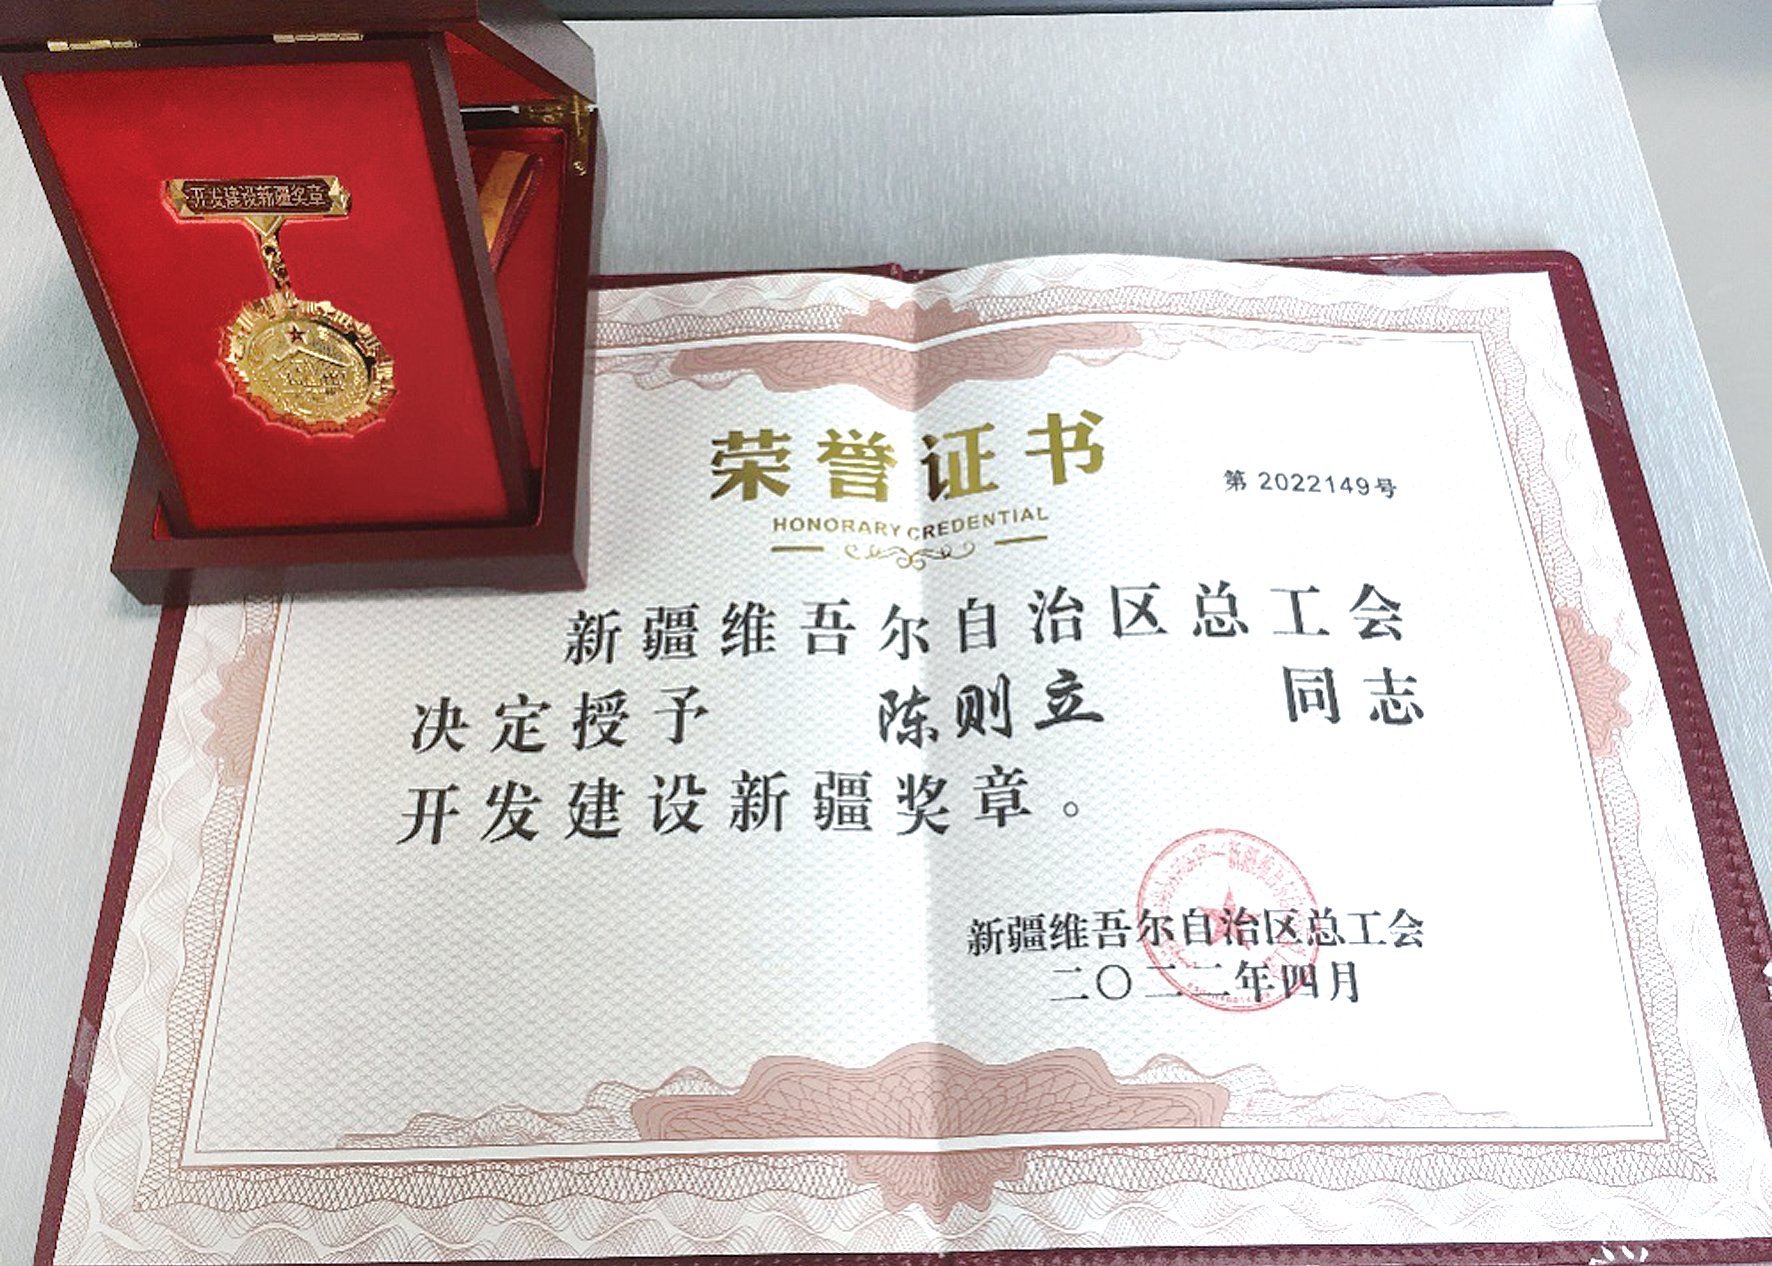 开发建设新疆奖章
荣誉证书
第 2022149号
HONORARY CREDENTIAL
新疆维吾尔自治区总工会
决定授予 陈则立 同志
开发建设新疆奖章。
新疆维吾尔自治区总工会
二〇二二年四月